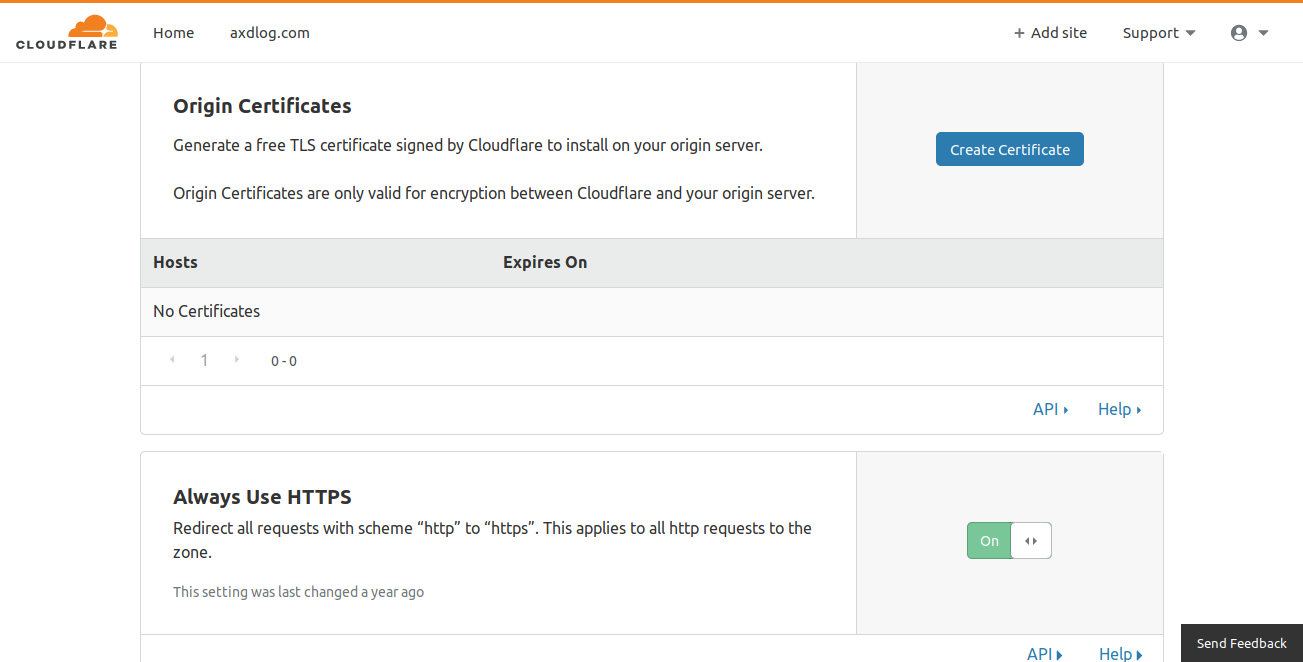 CLOUDFLARE Home axdlog.com + Add site Support
Origin Certificates
Generate a free TLS certificate signed by Cloudflare to install on your origin server.
Create Certificate
Origin Certificates are only valid for encryption between Cloudflare and your origin server.
Hosts Expires On
No Certificates
1 0 - 0
API Help
Always Use HTTPS
Redirect all requests with scheme “http” to “https”. This applies to all http requests to the
zone.
On
This setting was last changed a year ago
API Help
Send Feedback